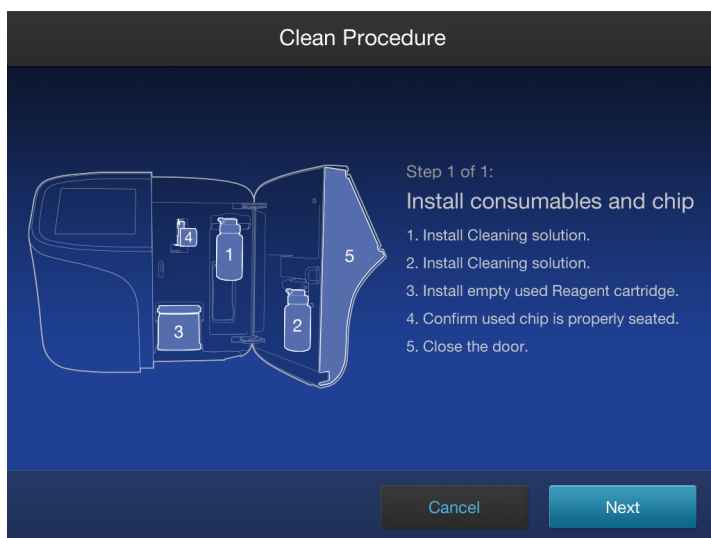 Clean Procedure
Step 1 of 1:
Install consumables and chip
1. Install Cleaning solution.
2. Install Cleaning solution.
3. Install empty used Reagent cartridge.
4. Confirm used chip is properly seated.
5. Close the door.
4
1
5
3
2
Cancel
Next